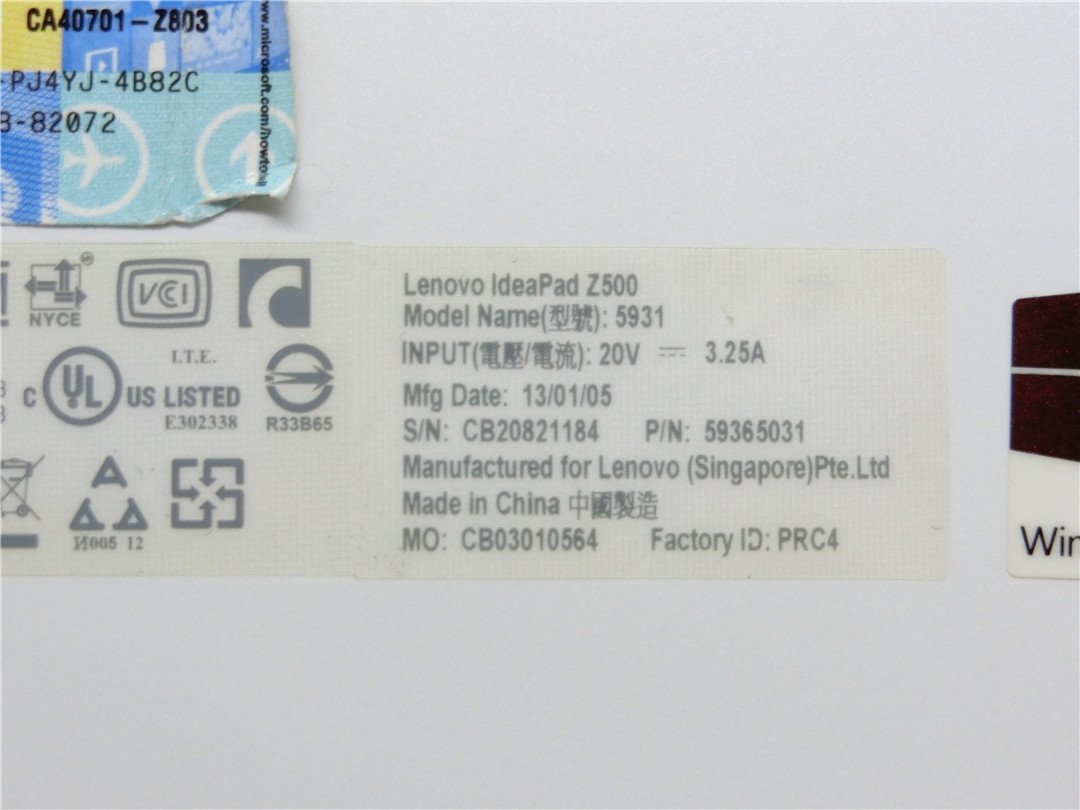 CA40701-Z803
-PJ4YJ-4B82C
-82072
www.microsoft.com/howtotell
NYCE
VCI
I.T.E.
C UL US LISTED
E302338
R33B65
005 12
Lenovo IdeaPad Z500
Model Name(型號): 5931
INPUT(電壓/電流): 20V ⎓ 3.25A
Mfg Date: 13/01/05
S/N: CB20821184 P/N: 59365031
Manufactured for Lenovo (Singapore)Pte.Ltd
Made in China 中國製造
MO: CB03010564 Factory ID: PRC4
Win